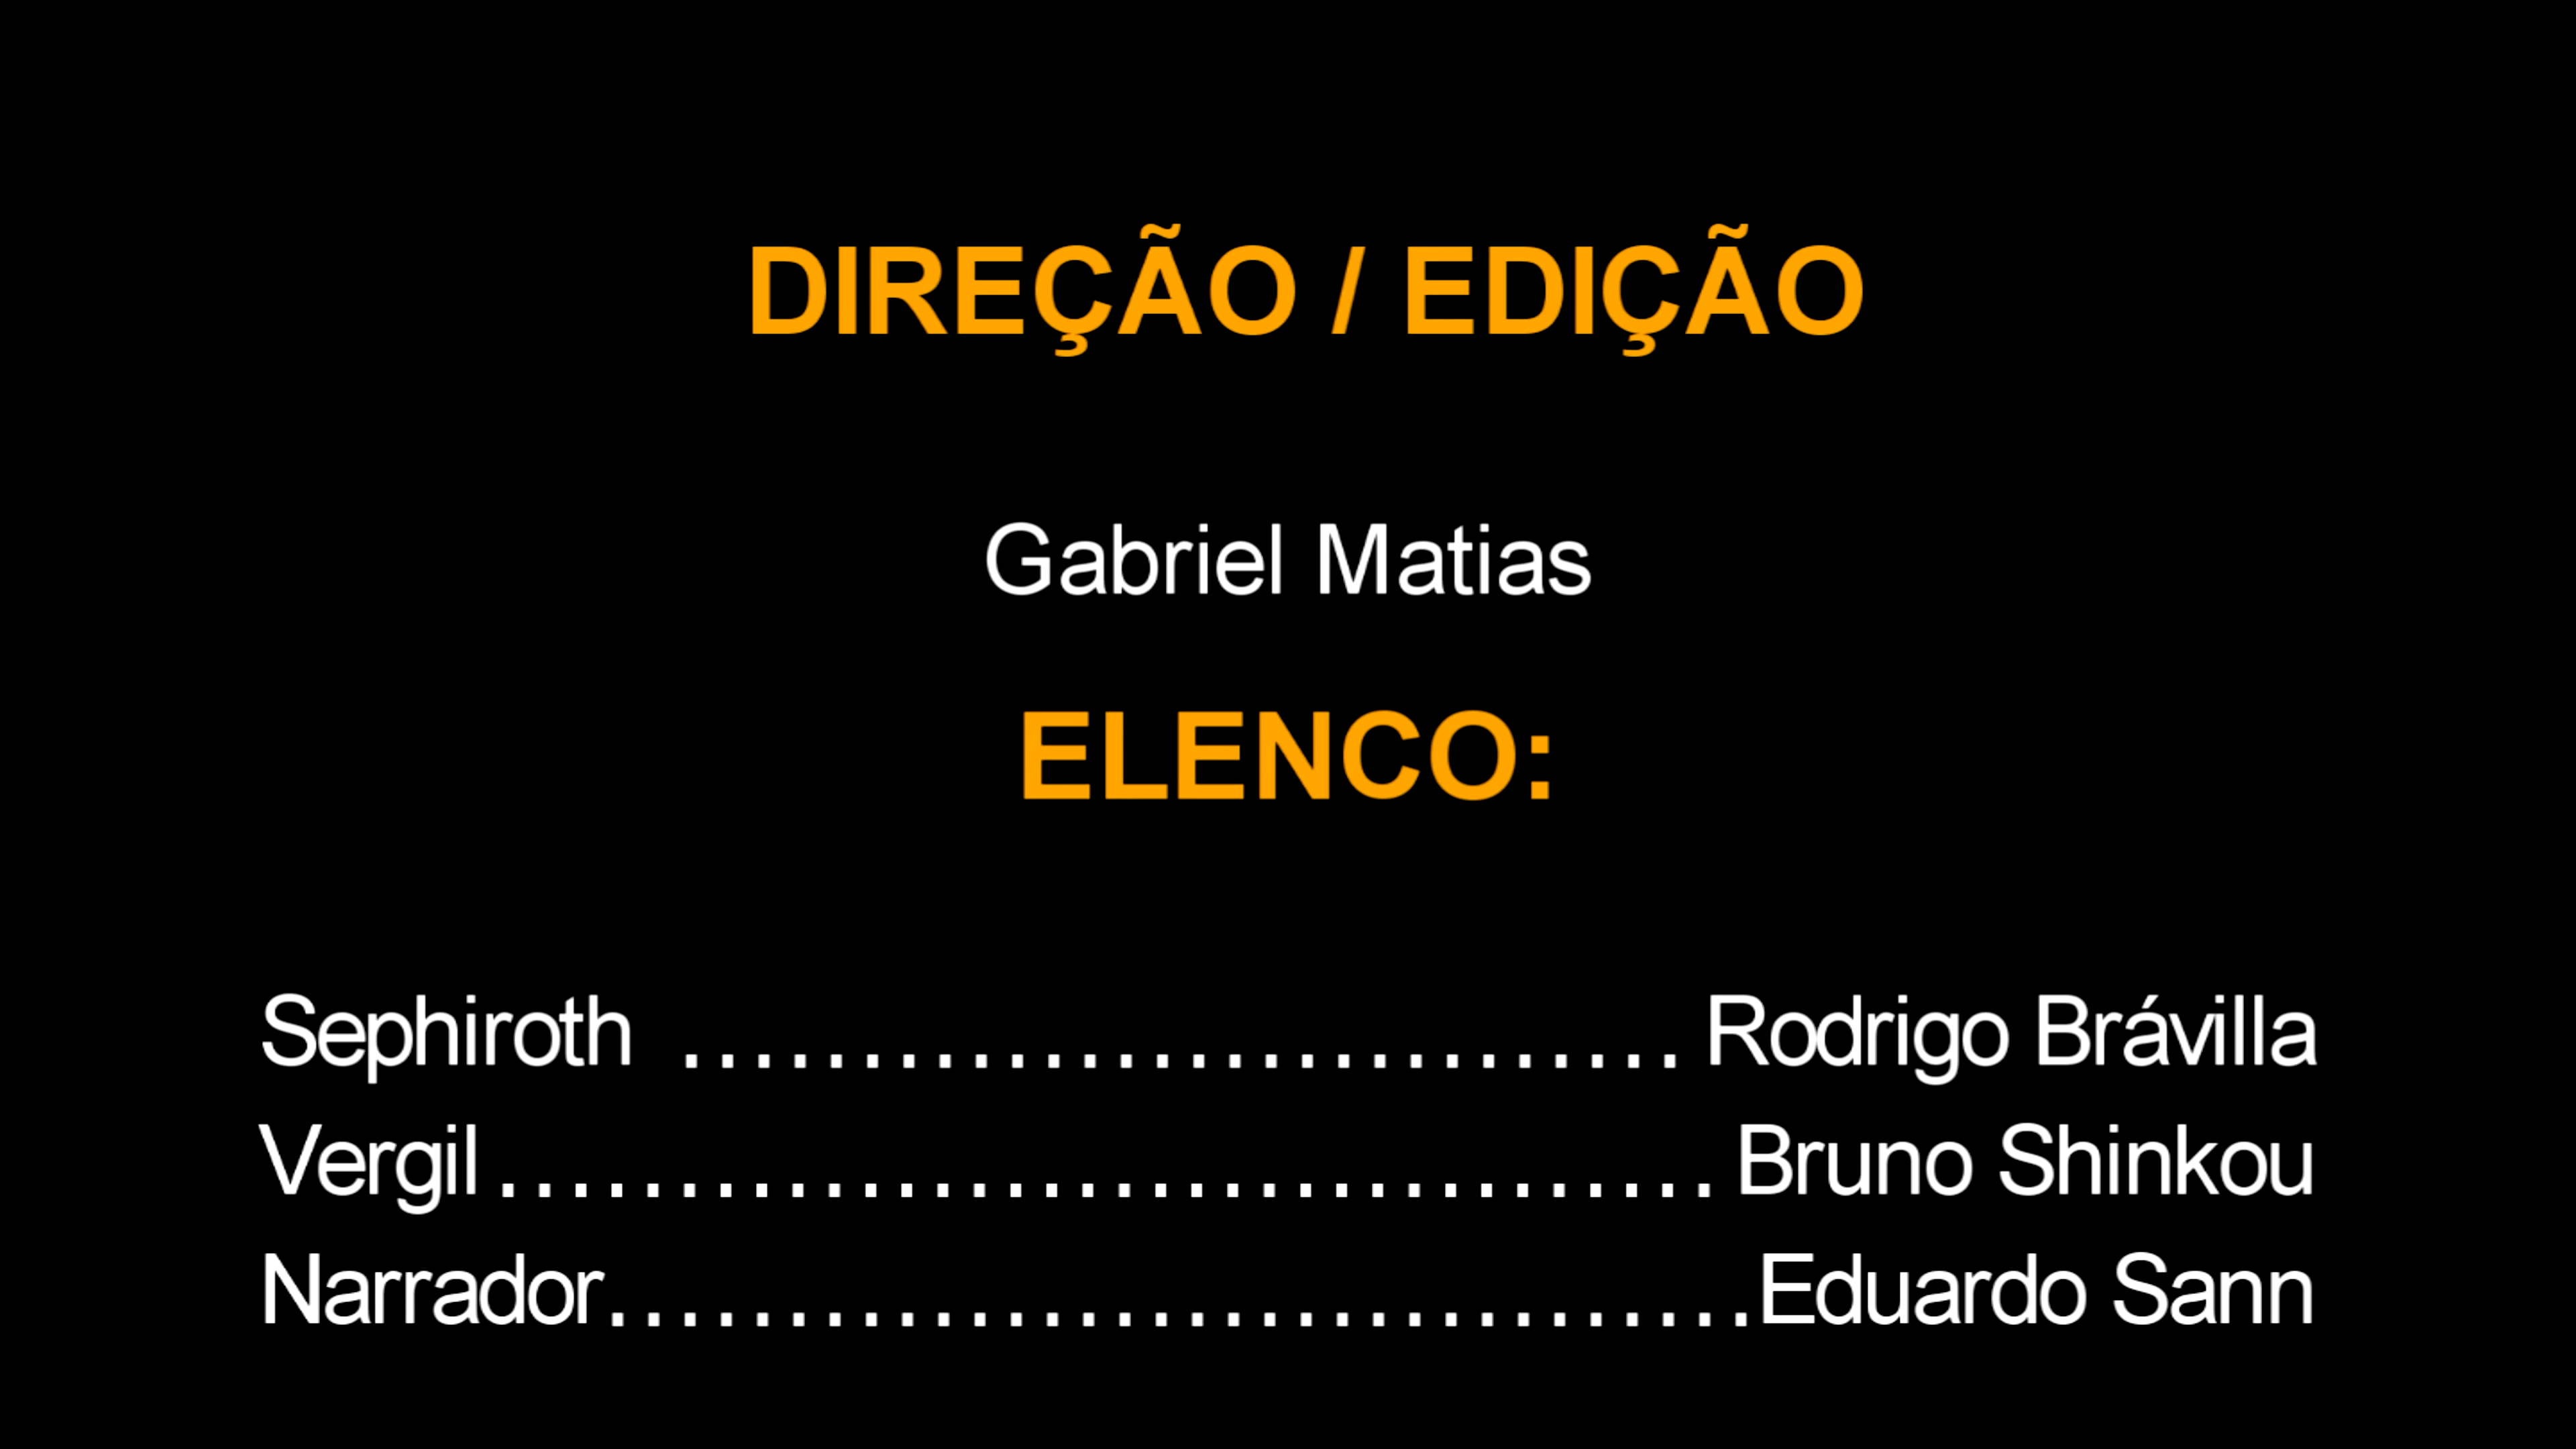 DIREÇÃO / EDIÇÃO
Gabriel Matias
ELENCO:
Sephiroth ............................ Rodrigo Brávilla
Vergil .................................. Bruno Shinkou
Narrador................................Eduardo Sann